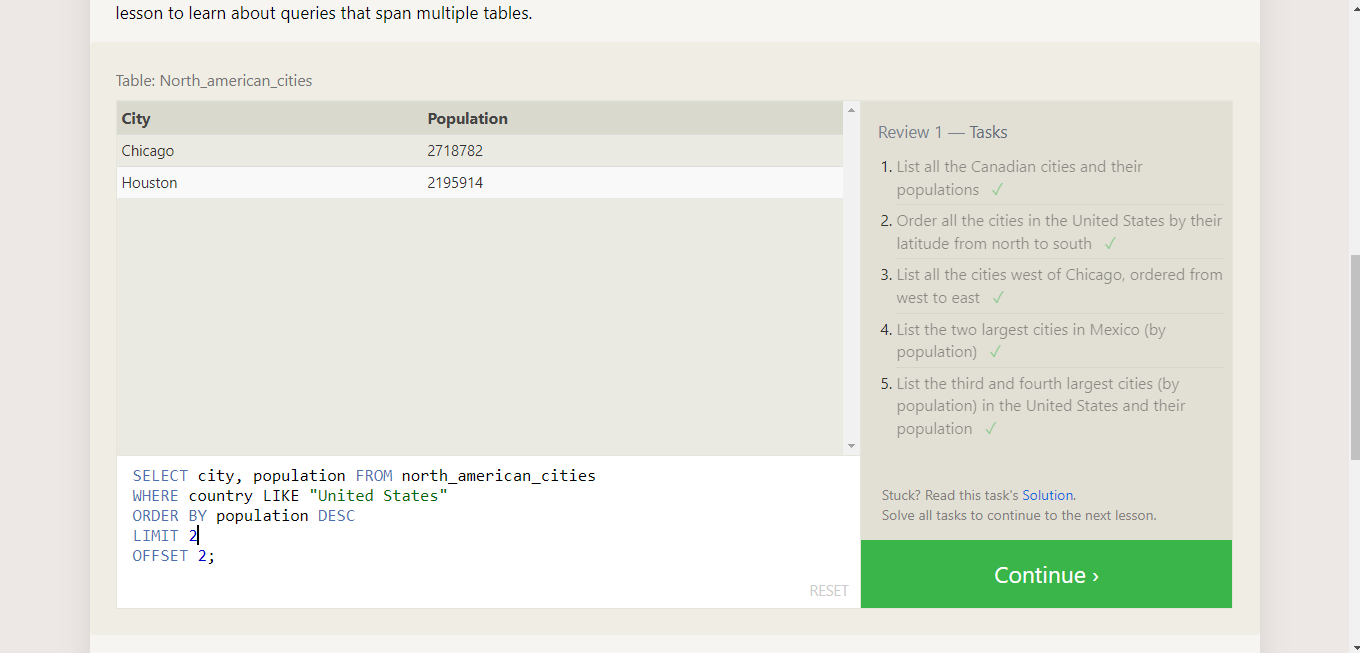 lesson to learn about queries that span multiple tables.
Table: North_american_cities
City Population
Chicago 2718782
Houston 2195914
SELECT city, population FROM north_american_cities
WHERE country LIKE "United States"
ORDER BY population DESC
LIMIT 2
OFFSET 2;
RESET
Review 1 — Tasks
1. List all the Canadian cities and their
populations ✓
2. Order all the cities in the United States by their
latitude from north to south ✓
3. List all the cities west of Chicago, ordered from
west to east ✓
4. List the two largest cities in Mexico (by
population) ✓
5. List the third and fourth largest cities (by
population) in the United States and their
population ✓
Stuck? Read this task's Solution.
Solve all tasks to continue to the next lesson.
Continue ›